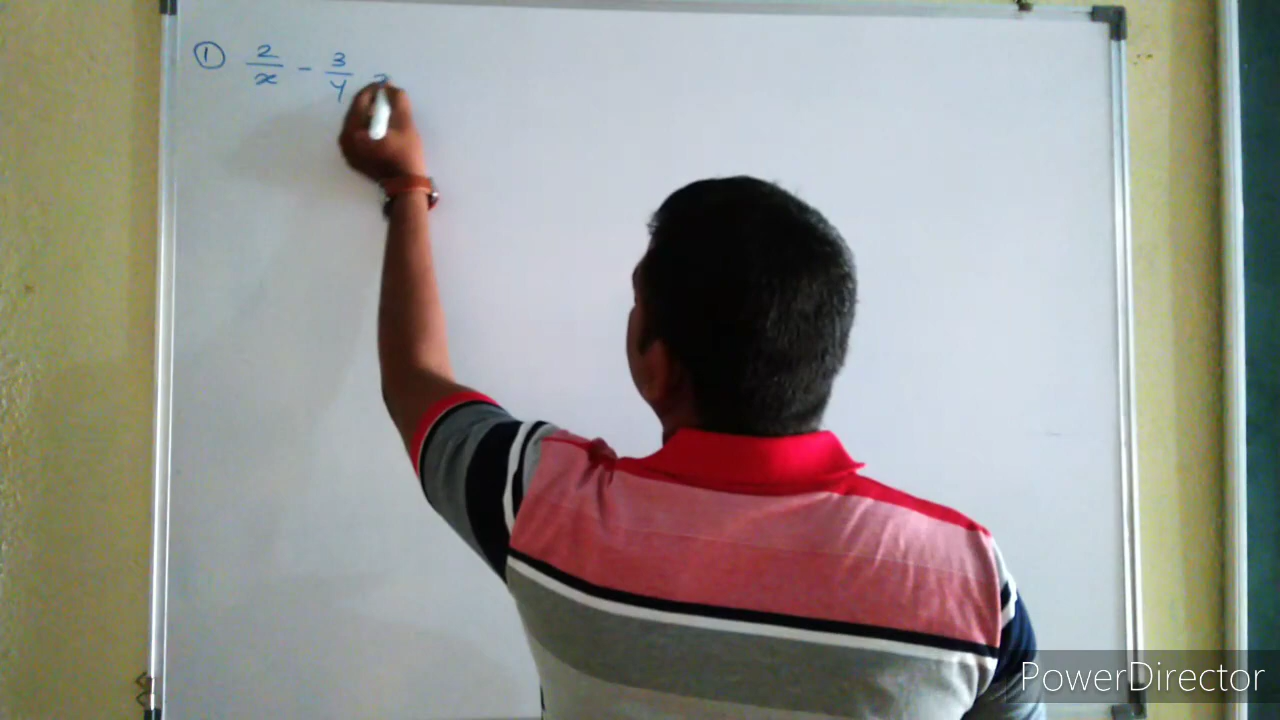 ① 2/x - 3/y =
PowerDirector